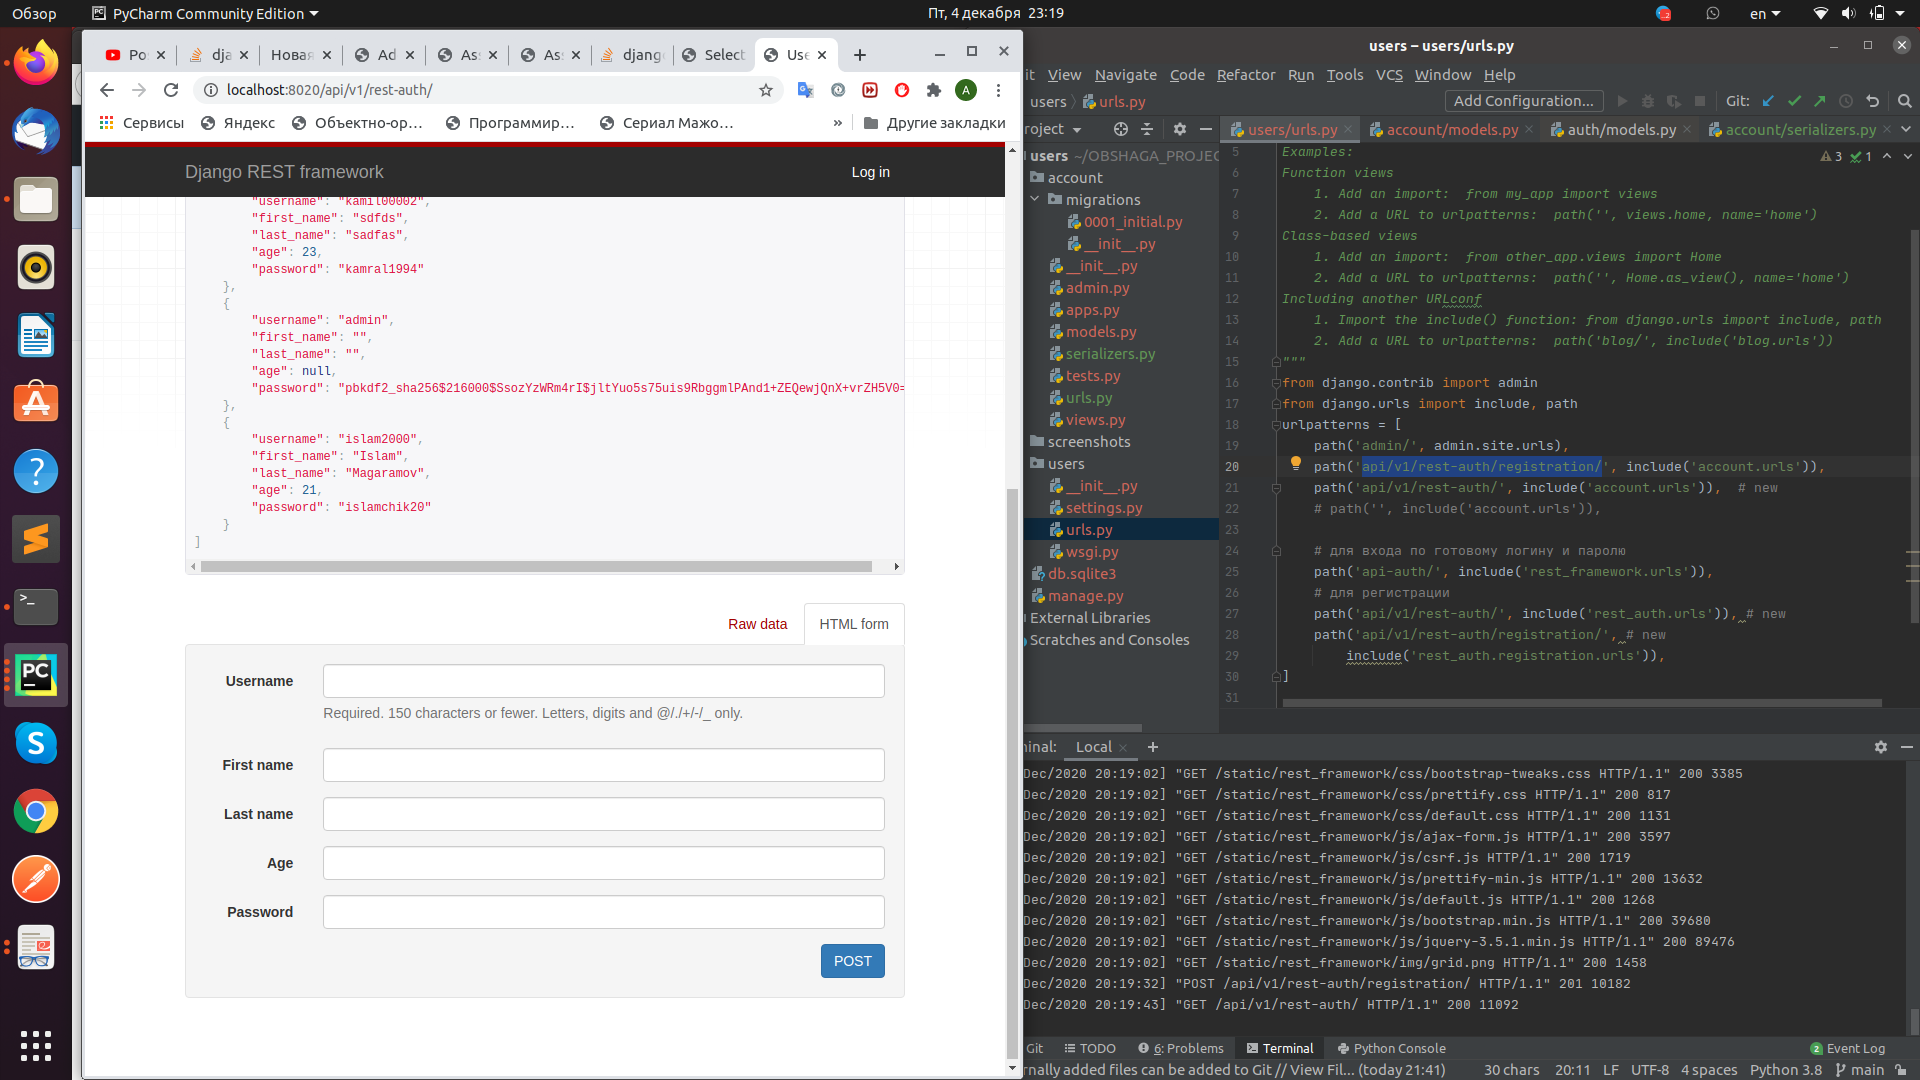 Обзор
PyCharm Community Edition
Пт, 4 декабря 23:19
en
Po
dja
Новая
Ad
Ass
Ass
djang
Select
Use
localhost:8020/api/v1/rest-auth/
A
Сервисы
Яндекс
Объектно-ор...
Программир...
Сериал Мажо...
»
Другие закладки
Django REST framework
Log in
"username": "kamil00002",
"first_name": "sdfds",
"last_name": "sadfas",
"age": 23,
"password": "kamral1994"
},
{
"username": "admin",
"first_name": "",
"last_name": "",
"age": null,
"password": "pbkdf2_sha256$216000$SsozYzWRm4rI$jltYuo5s75uis9RbggmlPAnd1+ZEQewjQnX+vrZH5V0=
},
{
"username": "islam2000",
"first_name": "Islam",
"last_name": "Magaramov",
"age": 21,
"password": "islamchik20"
}
]
Raw data
HTML form
Username
Required. 150 characters or fewer. Letters, digits and @/./+/-/_ only.
First name
Last name
Age
Password
POST
users – users/urls.py
it View Navigate Code Refactor Run Tools VCS Window Help
users
urls.py
Add Configuration...
Git:
roject
users/urls.py
account/models.py
auth/models.py
account/serializers.py
users ~/OBSHAGA_PROJEC
account
migrations
0001_initial.py
__init__.py
__init__.py
admin.py
apps.py
models.py
serializers.py
tests.py
urls.py
views.py
screenshots
users
__init__.py
settings.py
urls.py
wsgi.py
db.sqlite3
manage.py
External Libraries
Scratches and Consoles
3 1
5 Examples:
6 Function views
7 1. Add an import: from my_app import views
8 2. Add a URL to urlpatterns: path('', views.home, name='home')
9 Class-based views
10 1. Add an import: from other_app.views import Home
11 2. Add a URL to urlpatterns: path('', Home.as_view(), name='home')
12 Including another URLconf
13 1. Import the include() function: from django.urls import include, path
14 2. Add a URL to urlpatterns: path('blog/', include('blog.urls'))
15 """
16 from django.contrib import admin
17 from django.urls import include, path
18 urlpatterns = [
19 path('admin/', admin.site.urls),
20 path('api/v1/rest-auth/registration/', include('account.urls')),
21 path('api/v1/rest-auth/', include('account.urls')), # new
22 # path('', include('account.urls')),
23
24 # для входа по готовому логину и паролю
25 path('api-auth/', include('rest_framework.urls')),
26 # для регистрации
27 path('api/v1/rest-auth/', include('rest_auth.urls')), # new
28 path('api/v1/rest-auth/registration/', # new
29 include('rest_auth.registration.urls')),
30 ]
31
ninal: Local
Dec/2020 20:19:02] "GET /static/rest_framework/css/bootstrap-tweaks.css HTTP/1.1" 200 3385
Dec/2020 20:19:02] "GET /static/rest_framework/css/prettify.css HTTP/1.1" 200 817
Dec/2020 20:19:02] "GET /static/rest_framework/css/default.css HTTP/1.1" 200 1131
Dec/2020 20:19:02] "GET /static/rest_framework/js/ajax-form.js HTTP/1.1" 200 3597
Dec/2020 20:19:02] "GET /static/rest_framework/js/csrf.js HTTP/1.1" 200 1719
Dec/2020 20:19:02] "GET /static/rest_framework/js/prettify-min.js HTTP/1.1" 200 13632
Dec/2020 20:19:02] "GET /static/rest_framework/js/default.js HTTP/1.1" 200 1268
Dec/2020 20:19:02] "GET /static/rest_framework/js/bootstrap.min.js HTTP/1.1" 200 39680
Dec/2020 20:19:02] "GET /static/rest_framework/js/jquery-3.5.1.min.js HTTP/1.1" 200 89476
Dec/2020 20:19:02] "GET /static/rest_framework/img/grid.png HTTP/1.1" 200 1458
Dec/2020 20:19:32] "POST /api/v1/rest-auth/registration/ HTTP/1.1" 201 10182
Dec/2020 20:19:43] "GET /api/v1/rest-auth/ HTTP/1.1" 200 11092
Git
TODO
6: Problems
Terminal
Python Console
2 Event Log
rnally added files can be added to Git // View Fil... (today 21:41)
30 chars 20:11 LF UTF-8 4 spaces Python 3.8 main